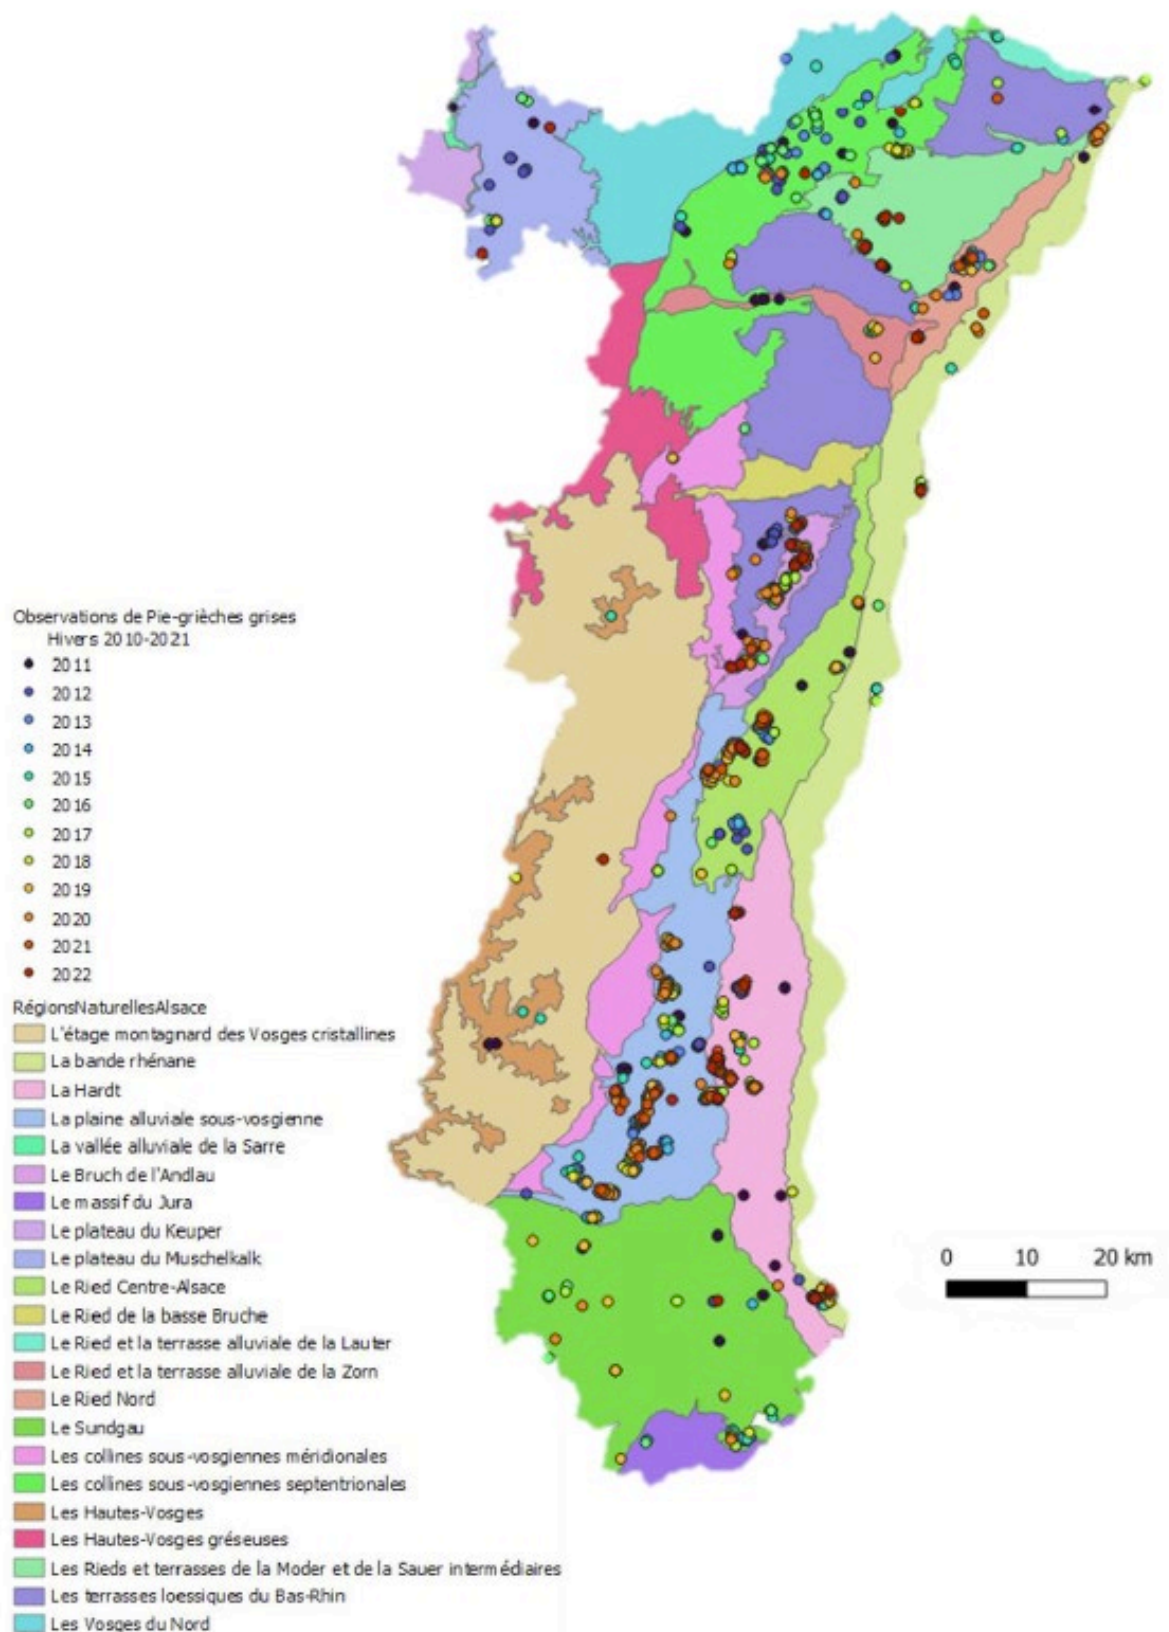 Observations de Pie-grièches grises
Hivers 2010-2021
2011
2012
2013
2014
2015
2016
2017
2018
2019
2020
2021
2022
RégionsNaturellesAlsace
L'étage montagnard des Vosges cristallines
La bande rhénane
La Hardt
La plaine alluviale sous-vosgienne
La vallée alluviale de la Sarre
Le Bruch de l'Andlau
Le massif du Jura
Le plateau du Keuper
Le plateau du Muschelkalk
Le Ried Centre-Alsace
Le Ried de la basse Bruche
Le Ried et la terrasse alluviale de la Lauter
Le Ried et la terrasse alluviale de la Zorn
Le Ried Nord
Le Sundgau
Les collines sous-vosgiennes méridionales
Les collines sous-vosgiennes septentrionales
Les Hautes-Vosges
Les Hautes-Vosges gréseuses
Les Rieds et terrasses de la Moder et de la Sauer intermédiaires
Les terrasses loessiques du Bas-Rhin
Les Vosges du Nord
0 10 20 km